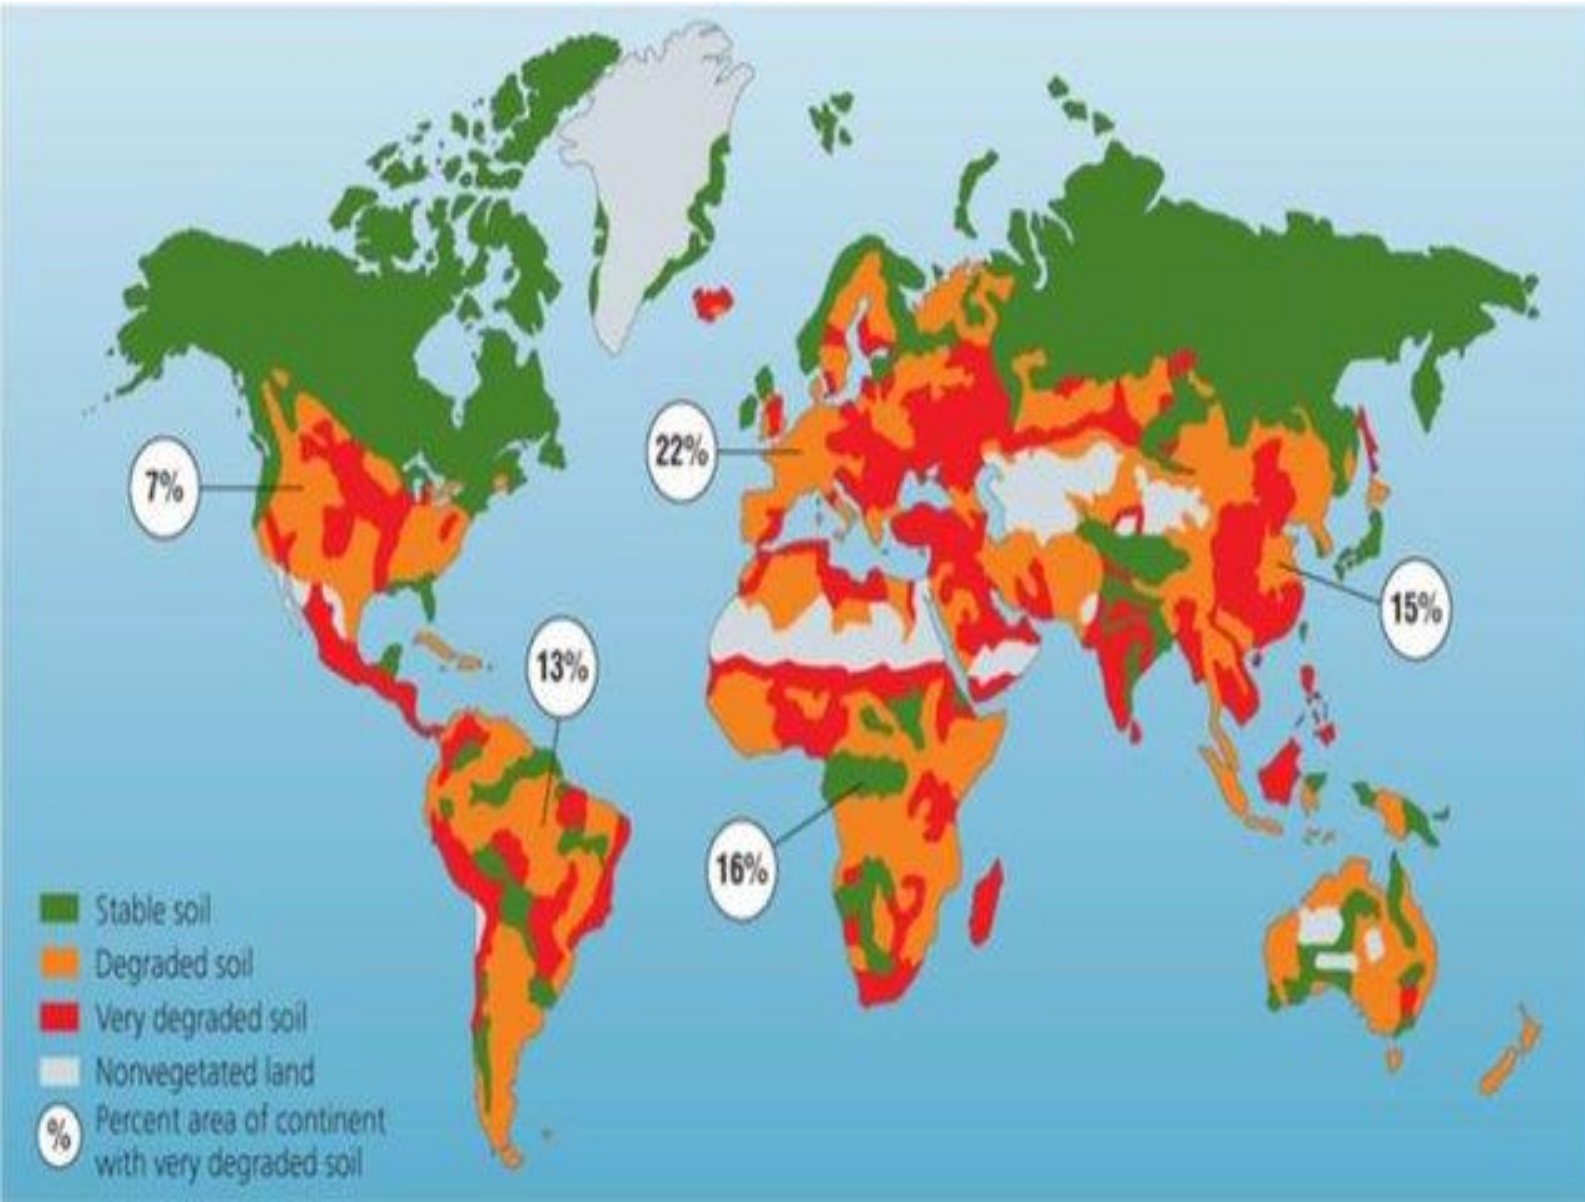 7%
22%
13%
15%
16%
Stable soil
Degraded soil
Very degraded soil
Nonvegetated land
% Percent area of continent
with very degraded soil